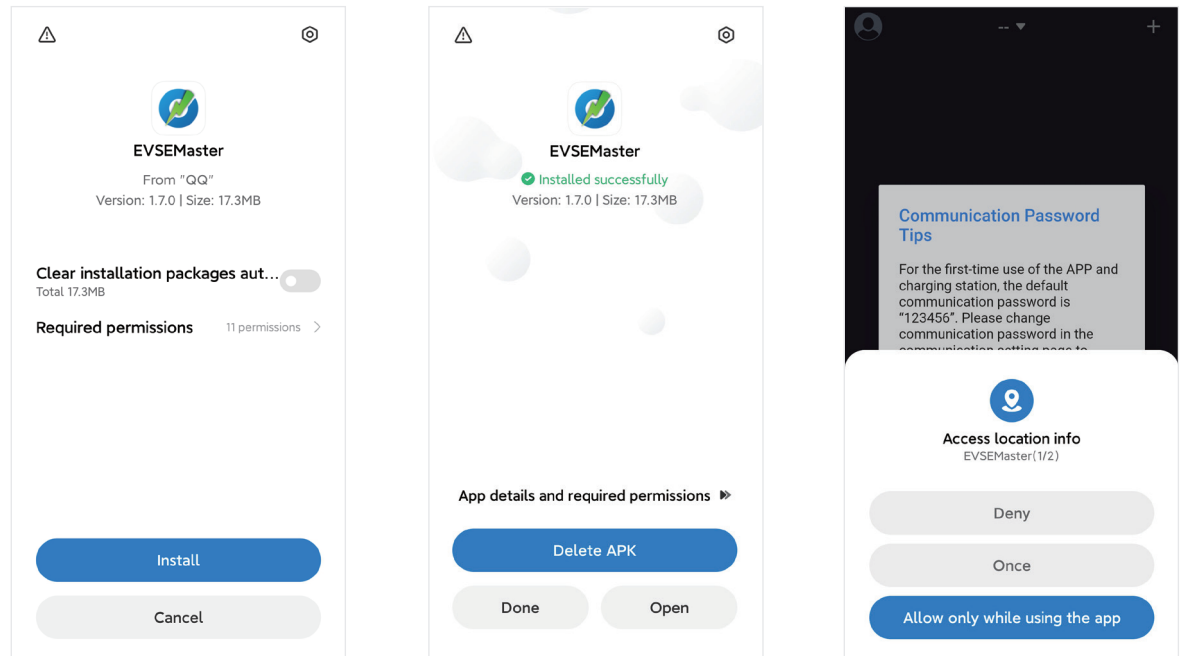 EVSEMaster
From "QQ"
Version: 1.7.0 | Size: 17.3MB
Clear installation packages aut...
Total 17.3MB
Required permissions 11 permissions
Install
Cancel
EVSEMaster
Installed successfully
Version: 1.7.0 | Size: 17.3MB
App details and required permissions
Delete APK
Done Open
--
Communication Password
Tips
For the first-time use of the APP and
charging station, the default
communication password is
“123456”. Please change
communication password in the
communication setting page to
Access location info
EVSEMaster(1/2)
Deny
Once
Allow only while using the app